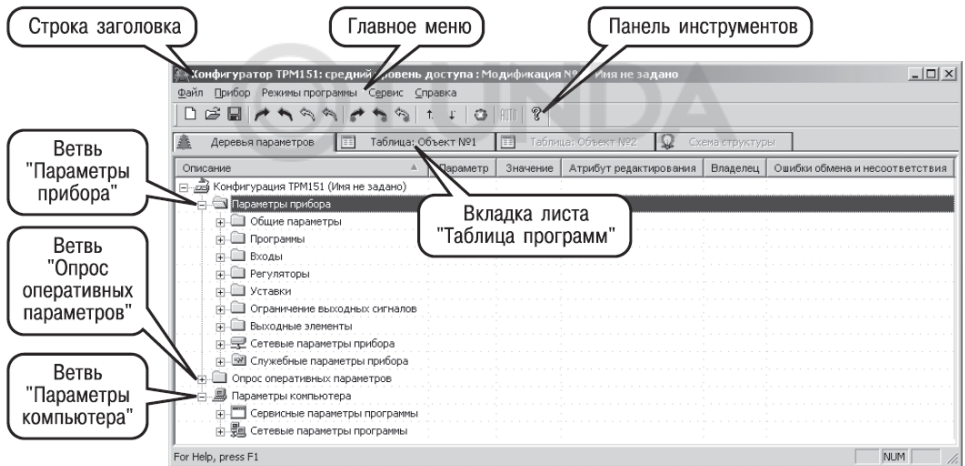 Строка заголовка
Главное меню
Панель инструментов
Конфигуратор ТРМ151: средний уровень доступа : Модификация № Имя не задано
Файл Прибор Режимы программы Сервис Справка
Деревья параметров Таблица: Объект №1 Таблица: Объект №2 Схема структуры
Описание Параметр Значение Атрибут редактирования Владелец Ошибки обмена и несоответствия
Ветвь
"Параметры
прибора"
Конфигурация ТРМ151 (Имя не задано)
Параметры прибора
Общие параметры
Программы
Входы
Регуляторы
Уставки
Ограничение выходных сигналов
Выходные элементы
Сетевые параметры прибора
Служебные параметры прибора
Опрос оперативных параметров
Параметры компьютера
Сервисные параметры программы
Сетевые параметры программы
Вкладка листа
"Таблица программ"
Ветвь
"Опрос
оперативных
параметров"
Ветвь
"Параметры
компьютера"
For Help, press F1
NUM